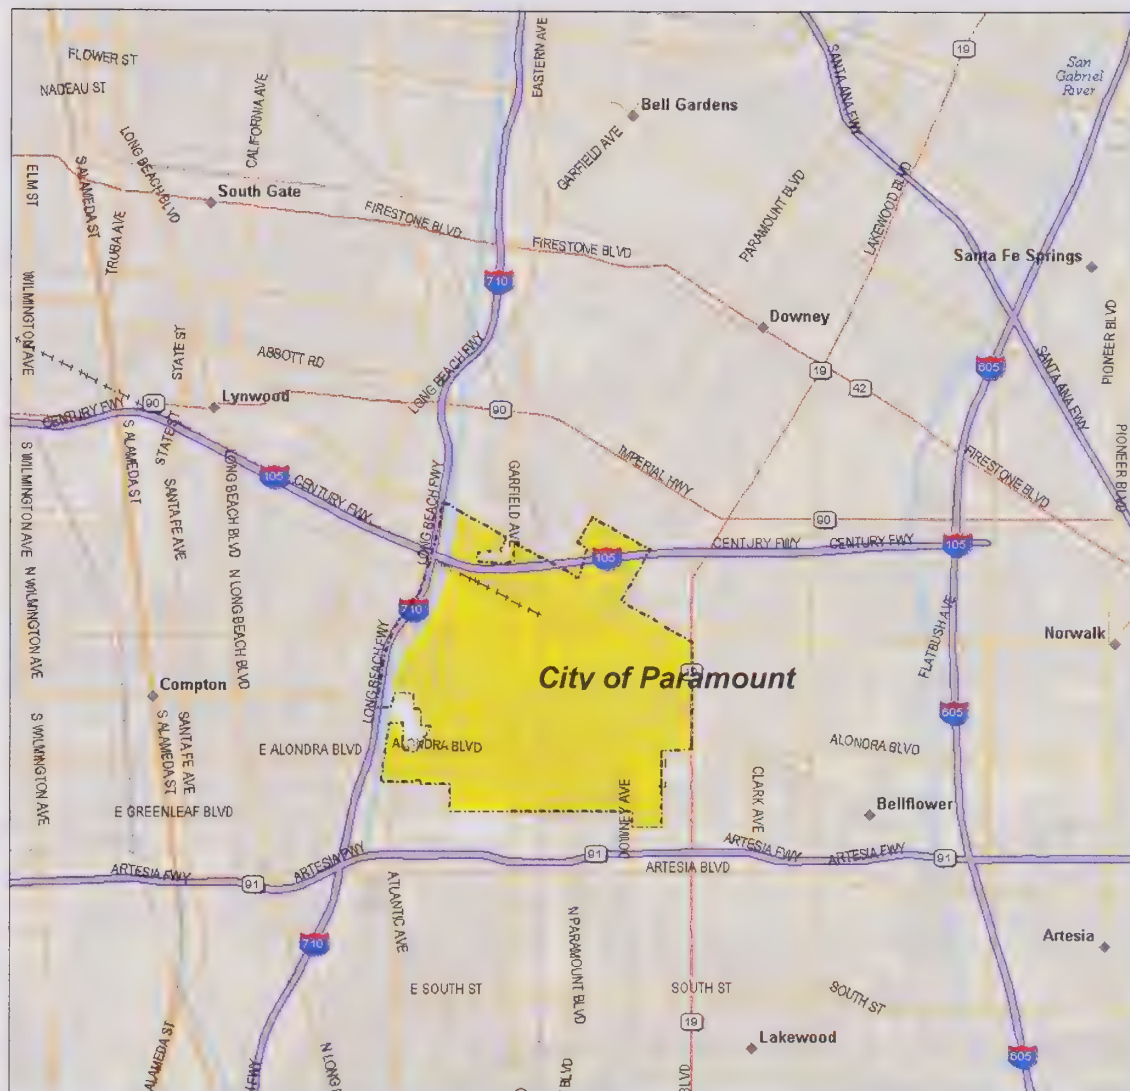 FLOWER ST
NADEAU ST
CALIFORNIA AVE
EASTERN AVE
Bell Gardens
GARFIELD AVE
SANTA ANA FWY
19
San
Gabriel
River
LONG BEACH BLVD
ELM ST
S ALAMEDA ST
TRUBA AVE
South Gate
FIRESTONE BLVD
FIRESTONE BLVD
PARAMOUNT BLVD
LAKEWOOD BLVD
Santa Fe Springs
710
WILMINGTON AVE
STATE ST
ABBOTT RD
LONG BEACH FWY
Downey
19
42
605
SANTA ANA FWY
PIONEER BLVD
CENTURY FWY
90
Lynwood
90
S WILMINGTON AVE
S ALAMEDA ST
STATE ST
SANTA FE AVE
LONG BEACH BLVD
105
CENTURY FWY
LONG BEACH FWY
GARFIELD AVE
IMPERIAL HWY
FIRESTONE BLVD
PIONEER BLVD
90
LONG BEACH FWY
105
CENTURY FWY
CENTURY FWY
105
N WILMINGTON AVE
N LONG BEACH BLVD
710
FLATBUSH AVE
Norwalk
LONG BEACH FWY
City of Paramount
19
Compton
S WILMINGTON AVE
S ALAMEDA ST
SANTA FE AVE
605
E ALONDRA BLVD
ALONDRA BLVD
ALONDRA BLVD
E GREENLEAF BLVD
DOWNEY AVE
CLARK AVE
Bellflower
ARTESIA FWY
91
ARTESIA FWY
91
ARTESIA BLVD
ARTESIA FWY
ARTESIA FWY
91
ATLANTIC AVE
N PARAMOUNT BLVD
710
Artesia
E SOUTH ST
SOUTH ST
SOUTH ST
19
Lakewood
ALAMEDA ST
FWY
N LONG
BLVD
BLVD
605